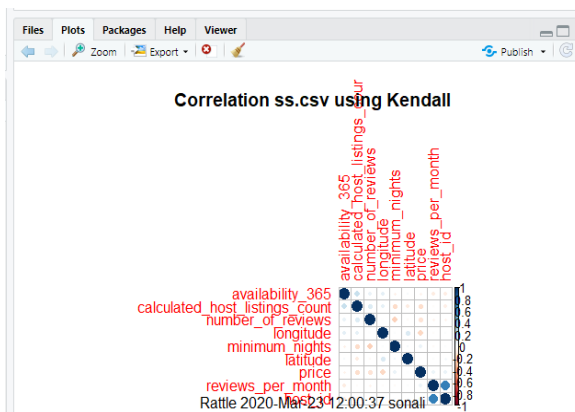 Files Plots Packages Help Viewer
Zoom Export Publish
Correlation ss.csv using Kendall
availability_365
calculated_host_listings_cour
number_of_reviews
longitude
minimum_nights
latitude
price
reviews_per_month
host_id
availability_365
calculated_host_listings_count
number_of_reviews
longitude
minimum_nights
latitude
price
reviews_per_month
host_id
1
0.8
0.6
0.4
0.2
0
-0.2
-0.4
-0.6
-0.8
-1
Rattle 2020-Mar-23 12:00:37 sonali